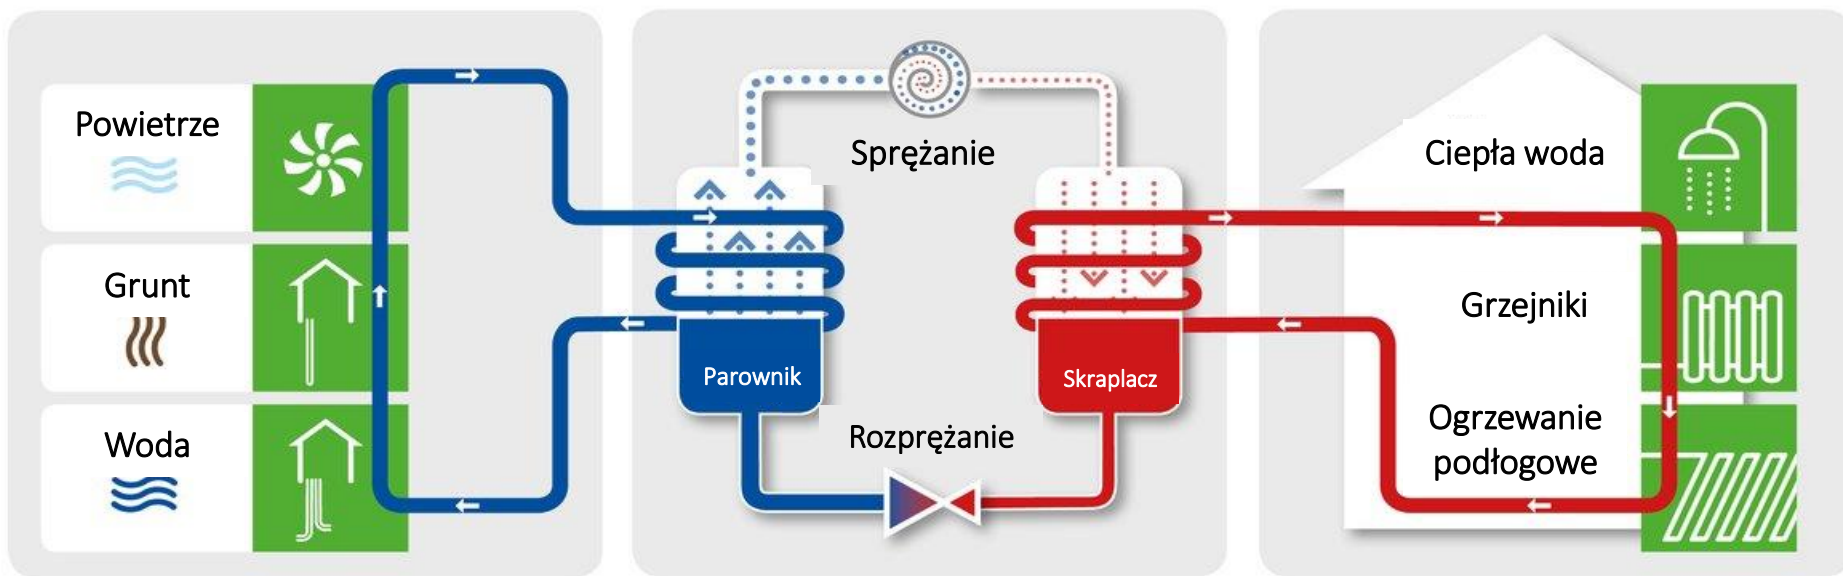 Powietrze
Grunt
Woda
Sprężanie
Parownik
Skraplacz
Rozprężanie
Ciepła woda
Grzejniki
Ogrzewanie
podłogowe